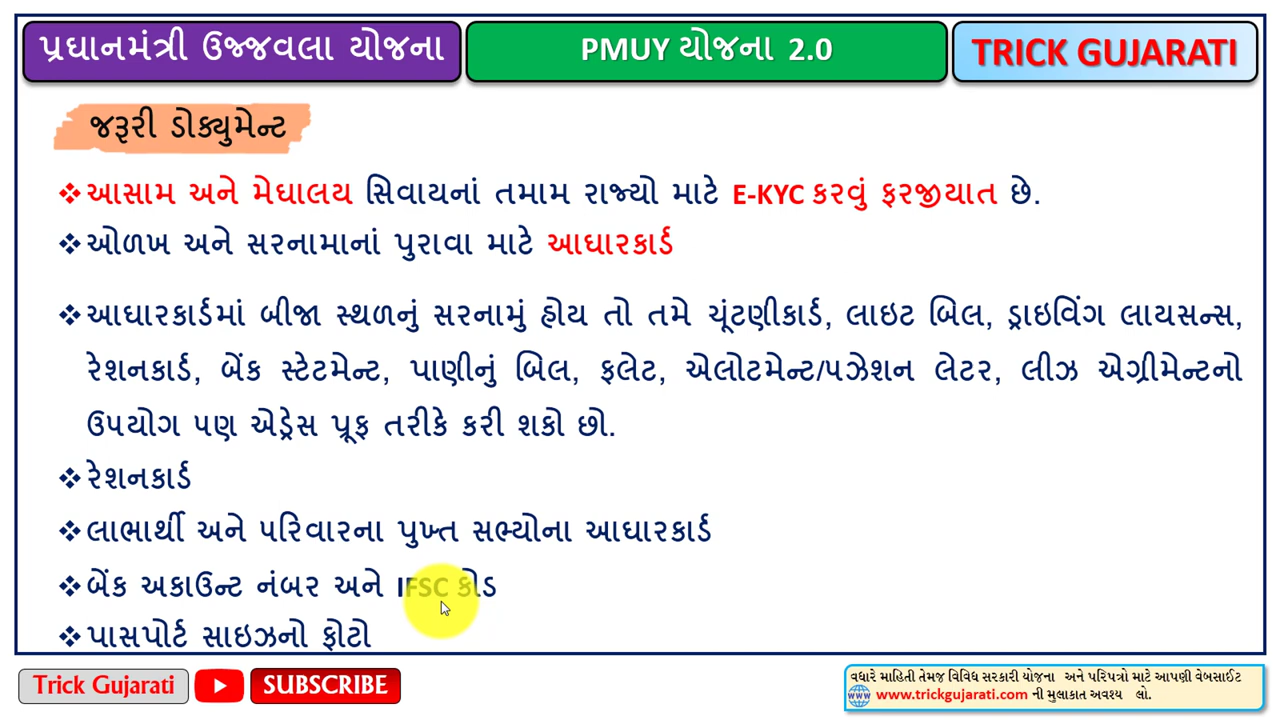 પ્રધાનમંત્રી ઉજ્જવલા યોજના
PMUY યોજના 2.0
TRICK GUJARATI
જરૂરી ડોક્યુમેન્ટ
❖ આસામ અને મેઘાલય સિવાયનાં તમામ રાજ્યો માટે E-KYC કરવું ફરજીયાત છે.
❖ ઓળખ અને સરનામાનાં પુરાવા માટે આધારકાર્ડ
❖ આધારકાર્ડમાં બીજા સ્થળનું સરનામું હોય તો તમે ચૂંટણીકાર્ડ, લાઇટ બિલ, ડ્રાઇવિંગ લાયસન્સ,
રેશનકાર્ડ, બેંક સ્ટેટમેન્ટ, પાણીનું બિલ, ફલેટ, એલોટમેન્ટ/પઝેશન લેટર, લીઝ એગ્રીમેન્ટનો
ઉપયોગ પણ એડ્રેસ પ્રૂફ તરીકે કરી શકો છો.
❖ રેશનકાર્ડ
❖ લાભાર્થી અને પરિવારના પુખ્ત સભ્યોના આધારકાર્ડ
❖ બેંક અકાઉન્ટ નંબર અને IFSC કોડ
❖ પાસપોર્ટ સાઇઝનો ફોટો
Trick Gujarati
SUBSCRIBE
વધારે માહિતી તેમજ વિવિધ સરકારી યોજના અને પરિપત્રો માટે આપણી વેબસાઈટ
www.trickgujarati.com ની મુલાકાત અવશ્ય લો.